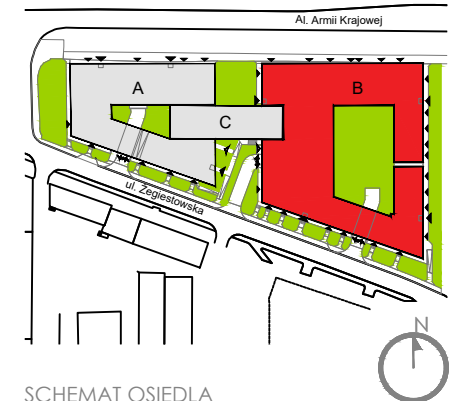 Al. Armii Krajowej
A
B
C
ul. Żegiestowska
N
SCHEMAT OSIEDLA